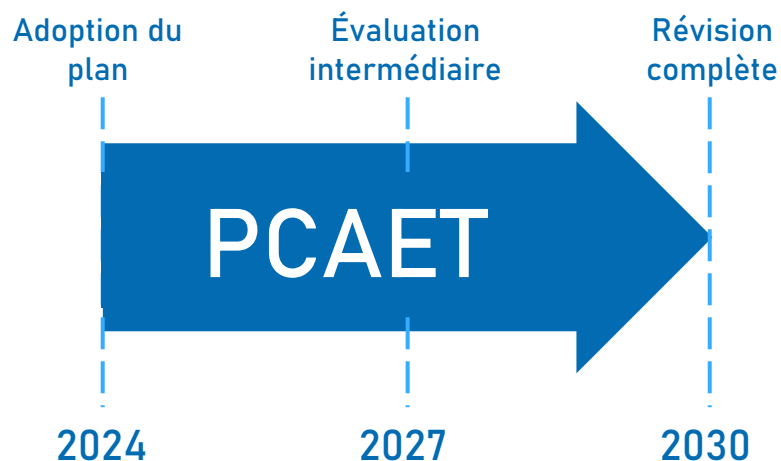 Adoption du
plan
Évaluation
intermédiaire
Révision
complète
PCAET
2024
2027
2030